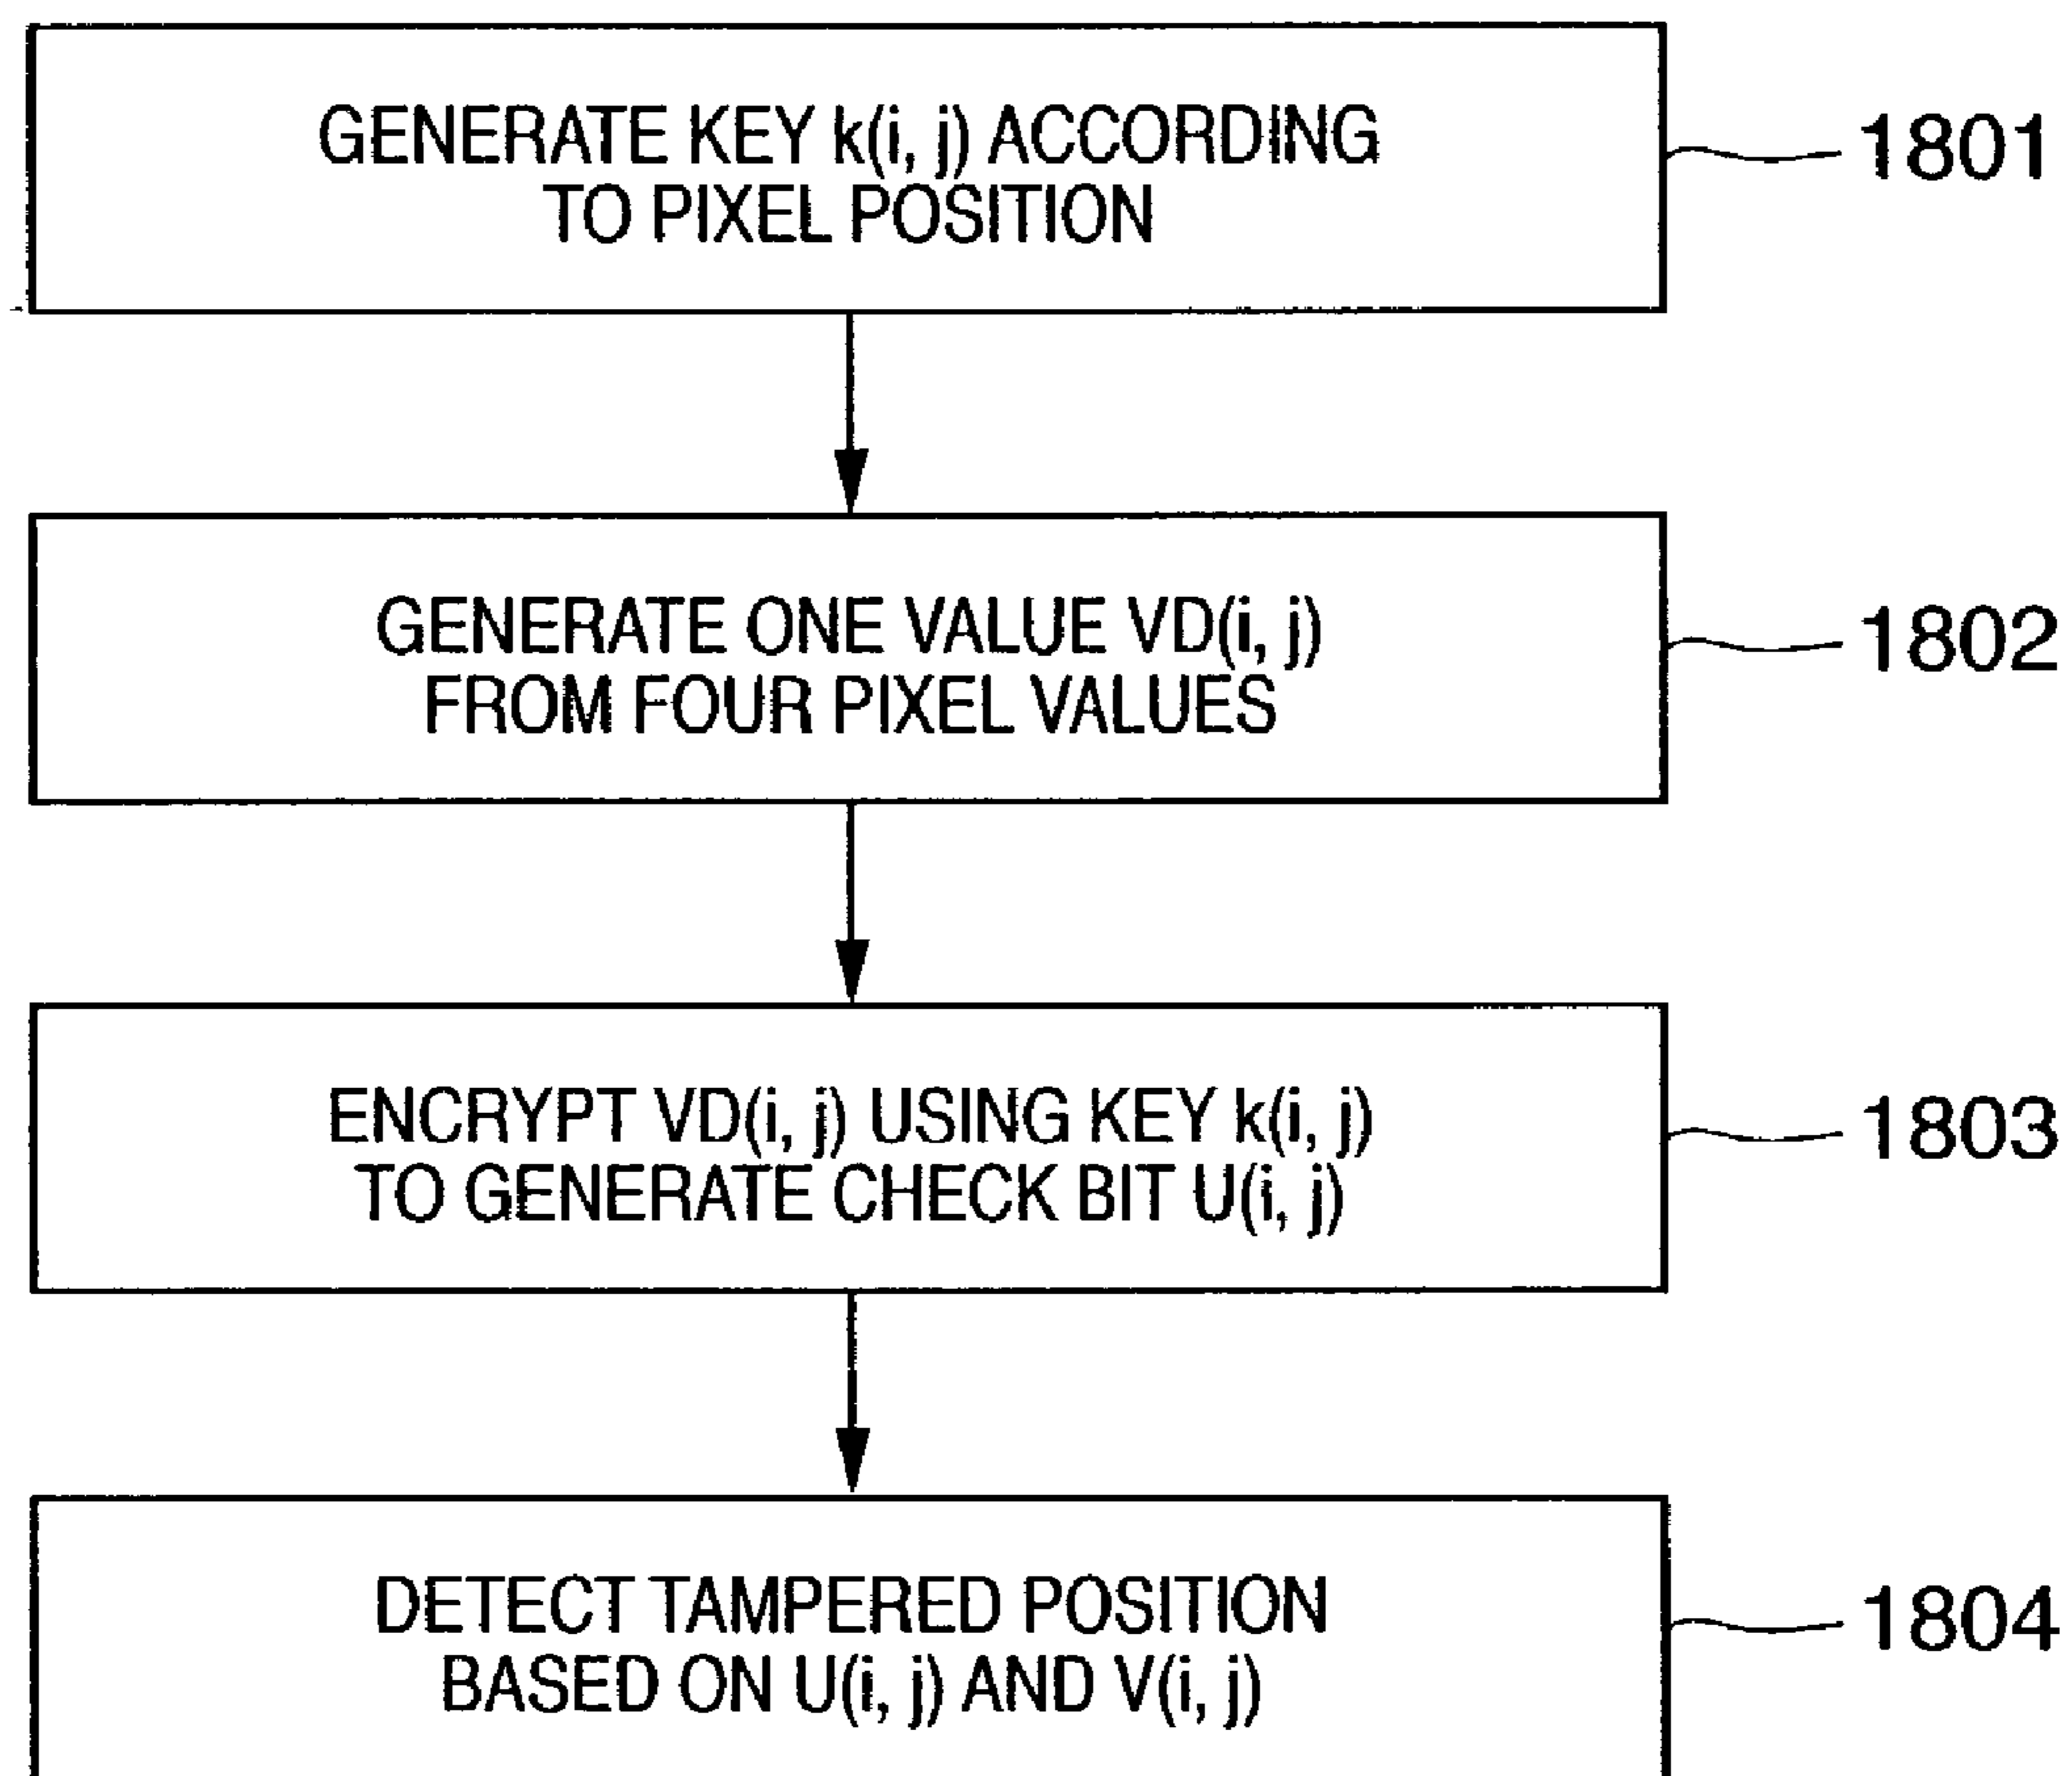 GENERATE KEY k(i, j) ACCORDING
TO PIXEL POSITION
1801
GENERATE ONE VALUE VD(i, j)
FROM FOUR PIXEL VALUES
1802
ENCRYPT VD(i, j) USING KEY k(i, j)
TO GENERATE CHECK BIT U(i, j)
1803
DETECT TAMPERED POSITION
BASED ON U(i, j) AND V(i, j)
1804